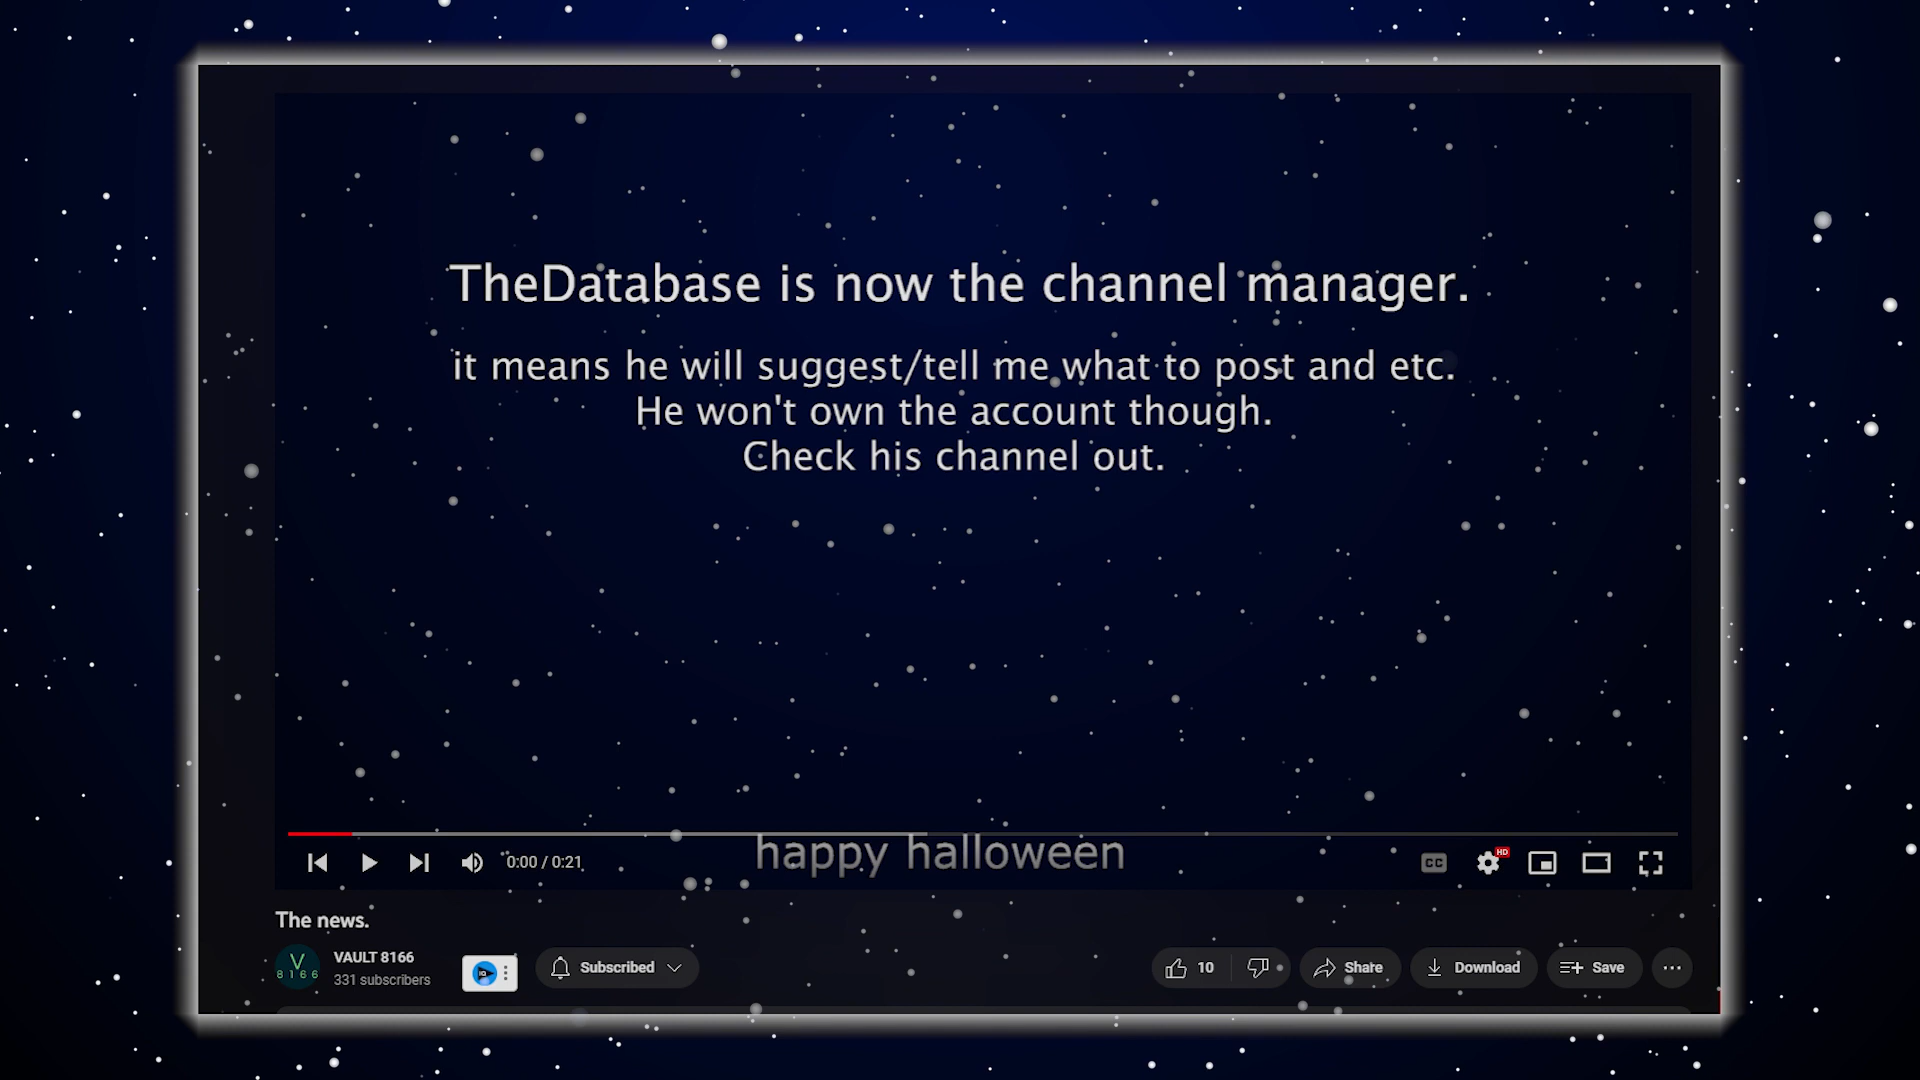 TheDatabase is now the channel manager.
it means he will suggest/tell me what to post and etc.
He won't own the account though.
Check his channel out.
happy halloween
0:00 / 0:21
CC
HD
The news.
V
8166
VAULT 8166
331 subscribers
Subscribed
10
Share
Download
Save